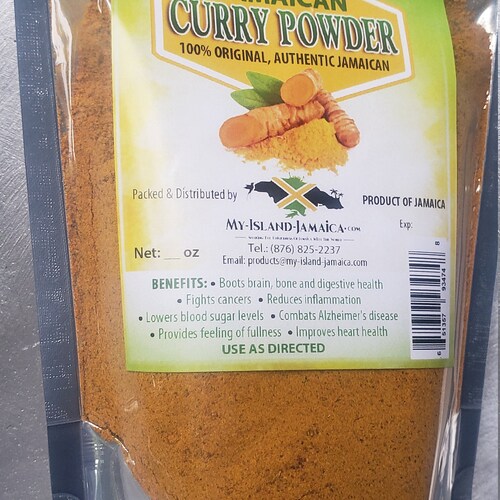 JAMAICAN
CURRY POWDER
100% ORIGINAL, AUTHENTIC JAMAICAN
Packed & Distributed by
PRODUCT OF JAMAICA
MY-ISLAND-JAMAICA.COM
Exp:
Tel.: (876) 825-2237
Net: __ oz
Email: products@my-island-jamaica.com
BENEFITS: • Boots brain, bone and digestive health
• Fights cancers • Reduces inflammation
• Lowers blood sugar levels • Combats Alzheimer's disease
• Provides feeling of fullness • Improves heart health
USE AS DIRECTED